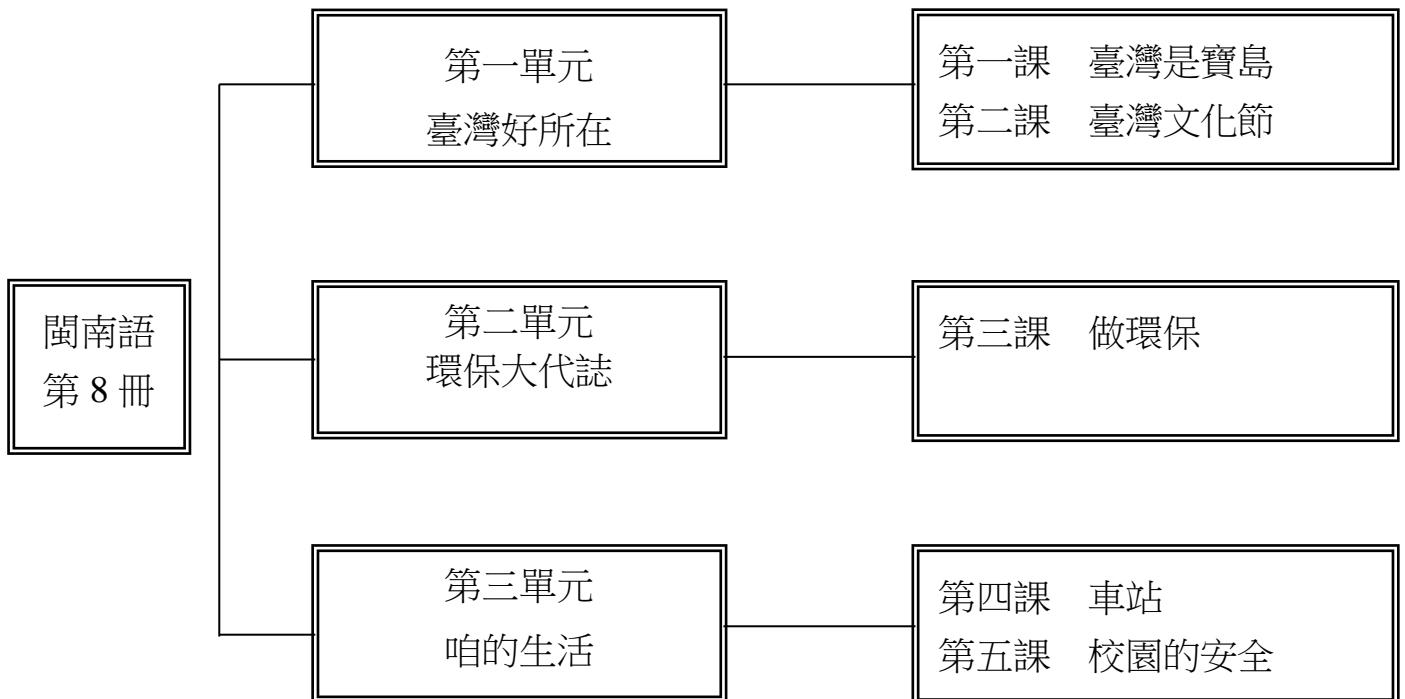 閩南語
第 8 冊
第一單元
臺灣好所在
第一課　臺灣是寶島
第二課　臺灣文化節
第二單元
環保大代誌
第三課　做環保
第三單元
咱的生活
第四課　車站
第五課　校園的安全